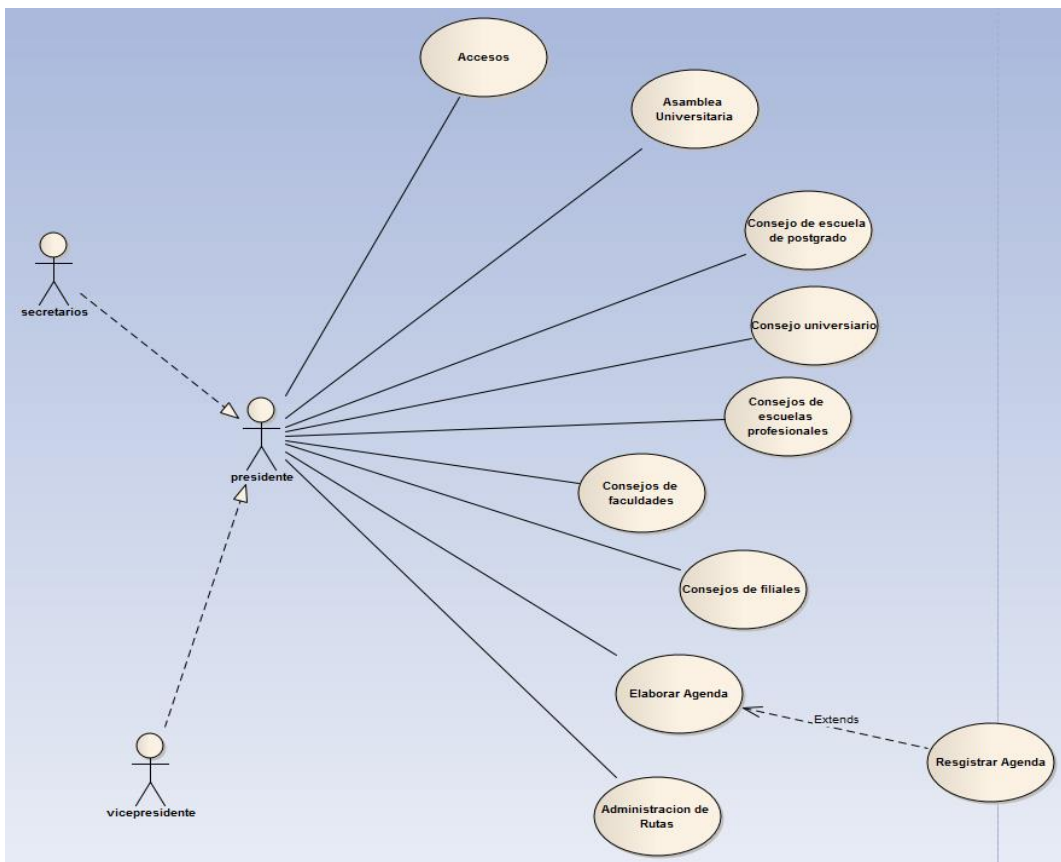 Accesos
Asamblea
Universitaria
Consejo de escuela
de postgrado
secretarios
Consejo universiario
Consejos de
escuelas
profesionales
presidente
Consejos de
faculdades
Consejos de filiales
Elaborar Agenda
Extends
Resgistrar Agenda
vicepresidente
Administracion de
Rutas